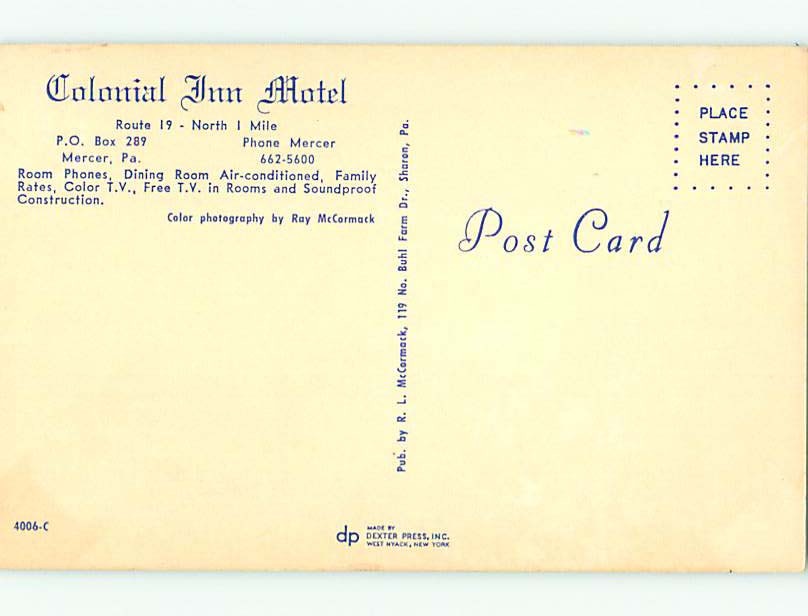 Colonial Inn Motel
Route 19 - North 1 Mile
P.O. Box 289 Phone Mercer
Mercer, Pa. 662-5600
Room Phones, Dining Room Air-conditioned, Family
Rates, Color T.V., Free T.V. in Rooms and Soundproof
Construction.
Color photography by Ray McCormack
Pub. by R. L. McCormack, 119 No. Buhl Farm Dr., Sharon, Pa.
PLACE
STAMP
HERE
Post Card
4006-C
dp
MADE BY
DEXTER PRESS, INC.
WEST NYACK, NEW YORK